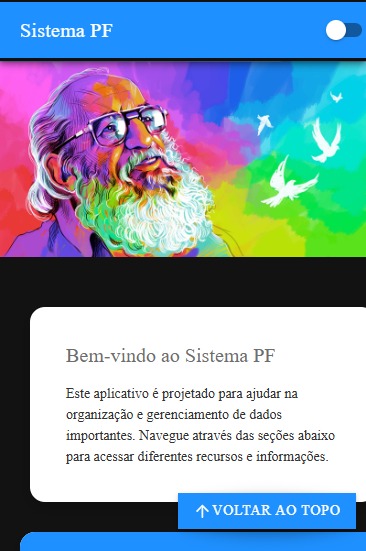 Sistema PF
Bem-vindo ao Sistema PF
Este aplicativo é projetado para ajudar na
organização e gerenciamento de dados
importantes. Navegue através das seções abaixo
para acessar diferentes recursos e informações.
VOLTAR AO TOPO